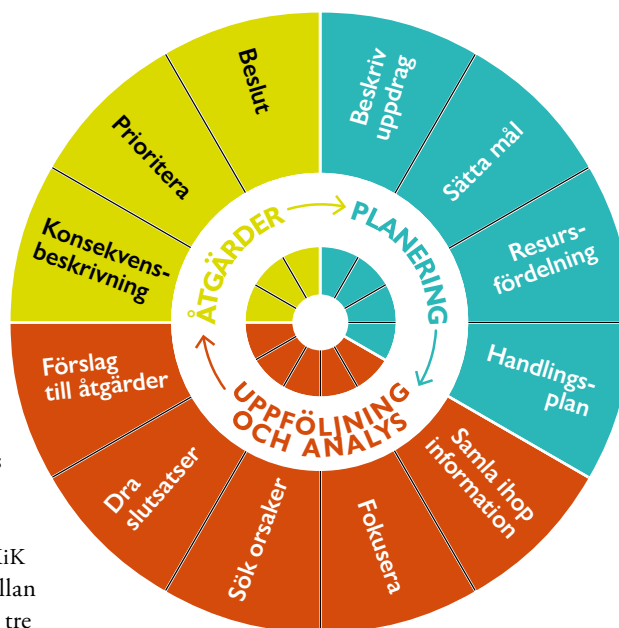 Beskriv
uppdrag
Sätta mål
Resurs-
fördelning
Handlings-
plan
Samla ihop
information
Fokusera
Sök orsaker
Dra
slutsatser
Förslag
till åtgärder
Konsekvens-
beskrivning
Prioritera
Beslut
PLANERING
UPPFÖLJNING
OCH ANALYS
ÅTGÄRDER
tre